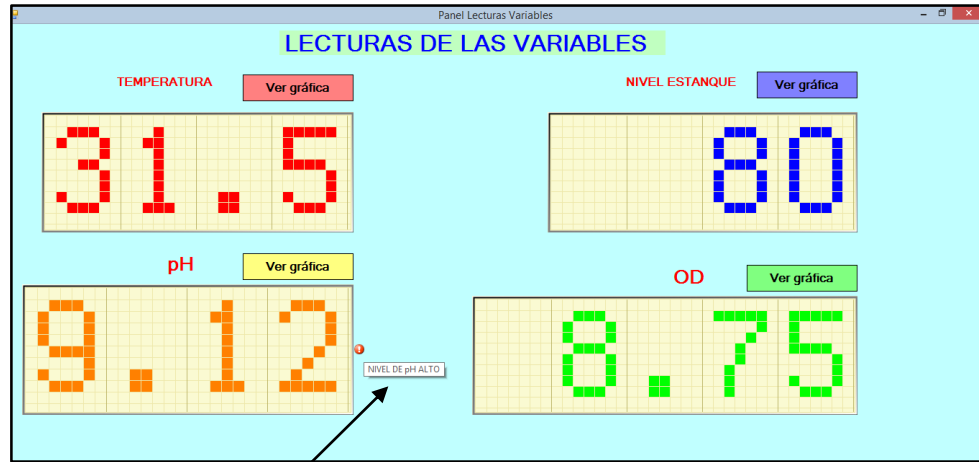 Panel Lecturas Variables
LECTURAS DE LAS VARIABLES
TEMPERATURA
Ver gráfica
NIVEL ESTANQUE
Ver gráfica
31.5
80
pH
Ver gráfica
OD
Ver gráfica
9.12
8.75
NIVEL DE pH ALTO